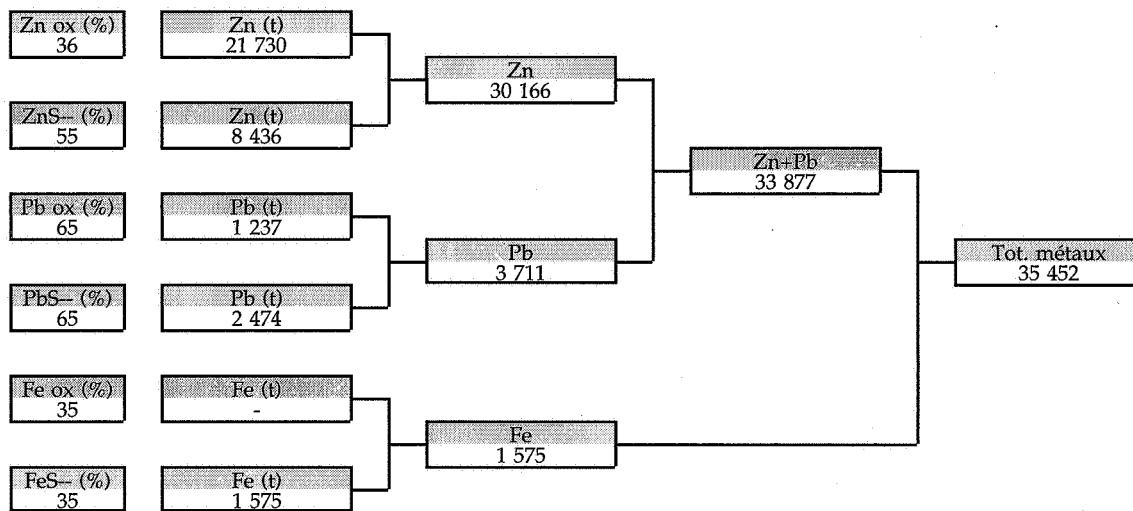 Zn ox (%)
36
Zn (t)
21 730
Zn
30 166
ZnS-- (%)
55
Zn (t)
8 436
Zn+Pb
33 877
Pb ox (%)
65
Pb (t)
1 237
Pb
3 711
Tot. métaux
35 452
PbS-- (%)
65
Pb (t)
2 474
Fe ox (%)
35
Fe (t)
-
Fe
1 575
FeS-- (%)
35
Fe (t)
1 575